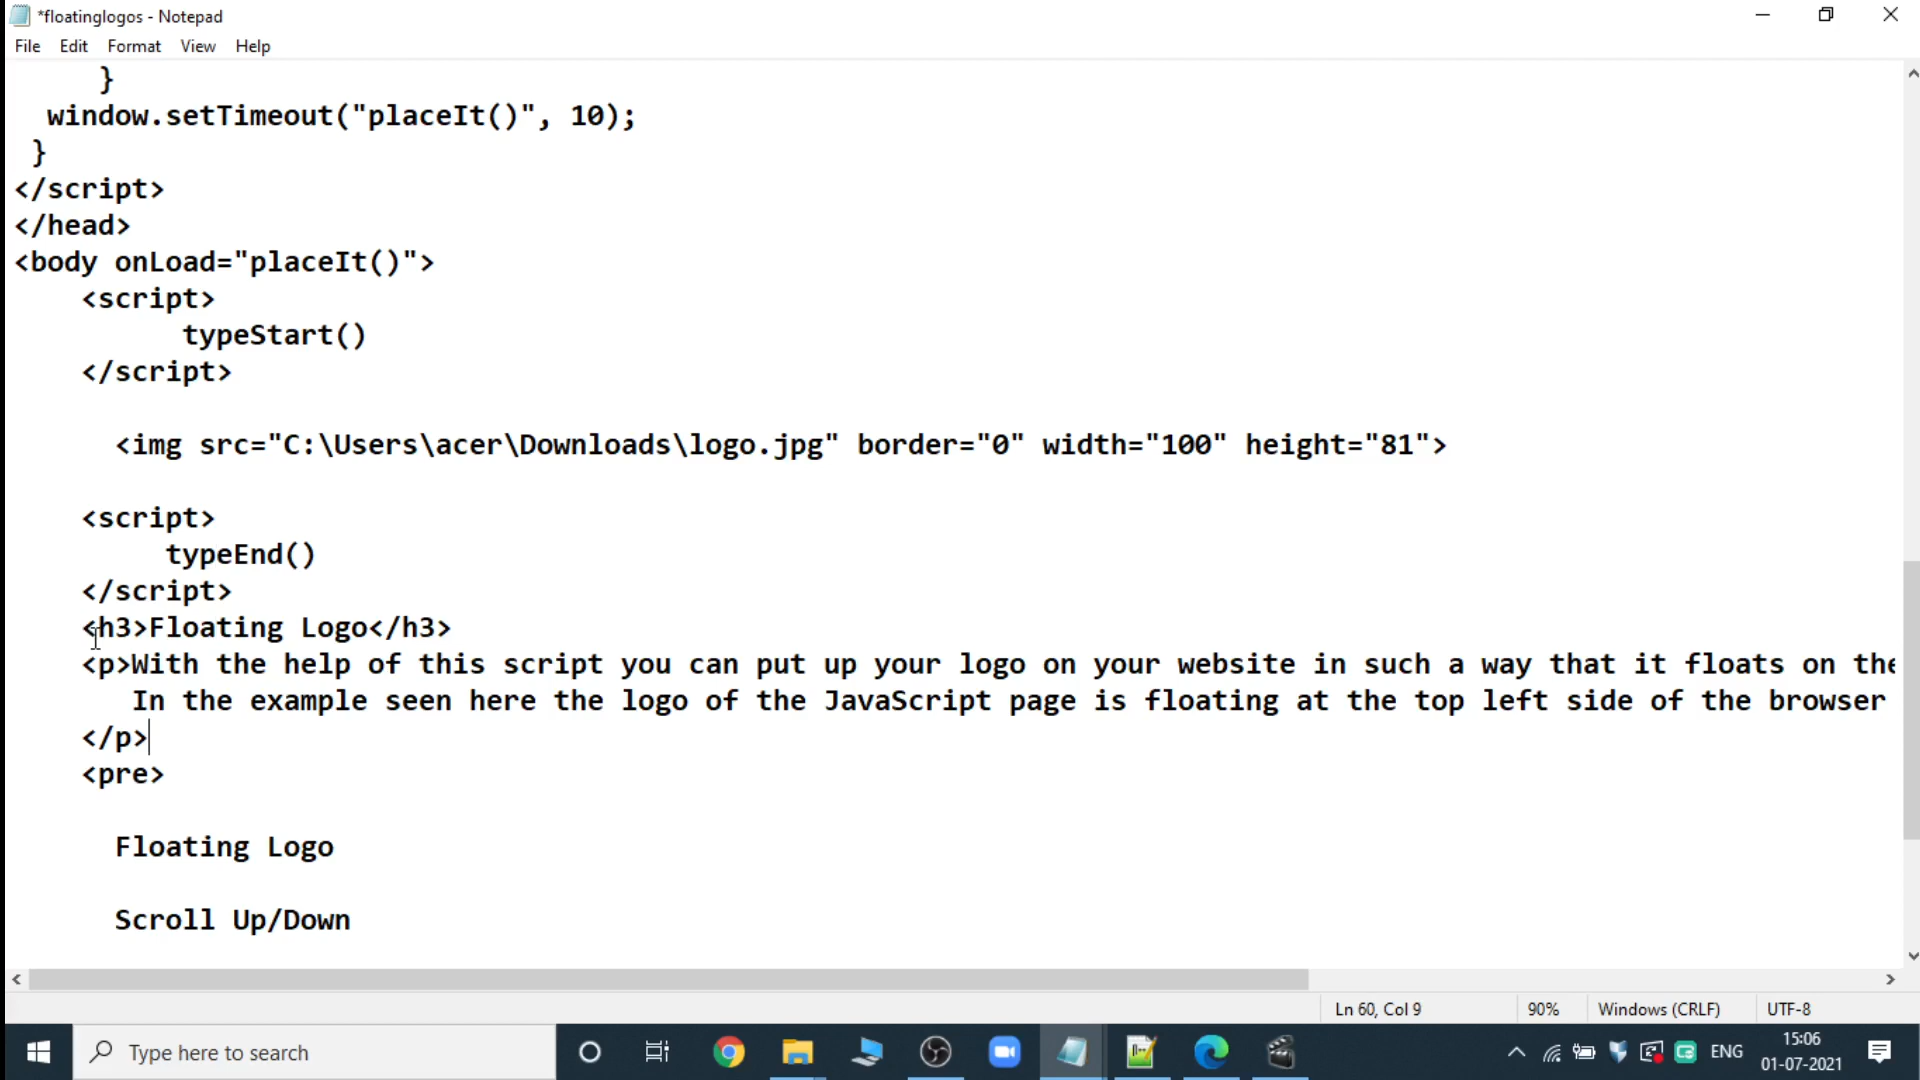 *floatinglogos - Notepad
File Edit Format View Help
}
window.setTimeout("placeIt()", 10);
}
</script>
</head>
<body onLoad="placeIt()">
<script>
typeStart()
</script>
<img src="C:\Users\acer\Downloads\logo.jpg" border="0" width="100" height="81">
<script>
typeEnd()
</script>
<h3>Floating Logo</h3>
<p>With the help of this script you can put up your logo on your website in such a way that it floats on the
In the example seen here the logo of the JavaScript page is floating at the top left side of the browser
</p>
<pre>
Floating Logo
Scroll Up/Down
Ln 60, Col 9 90% Windows (CRLF) UTF-8
Type here to search
ENG
15:06
01-07-2021